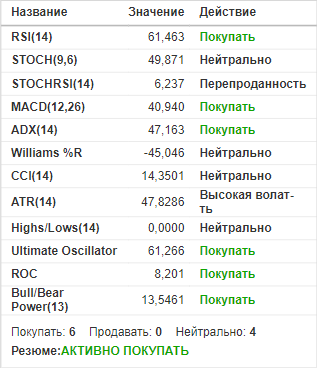 Название Значение Действие
RSI(14) 61,463 Покупать
STOCH(9,6) 49,871 Нейтрально
STOCHRSI(14) 6,237 Перепроданность
MACD(12,26) 40,940 Покупать
ADX(14) 47,163 Покупать
Williams %R -45,046 Нейтрально
CCI(14) 14,3501 Нейтрально
ATR(14) 47,8286 Высокая волат-
ть
Highs/Lows(14) 0,0000 Нейтрально
Ultimate Oscillator 61,266 Покупать
ROC 8,201 Покупать
Bull/Bear
Power(13) 13,5461 Покупать
Покупать: 6 Продавать: 0 Нейтрально: 4
Резюме:АКТИВНО ПОКУПАТЬ